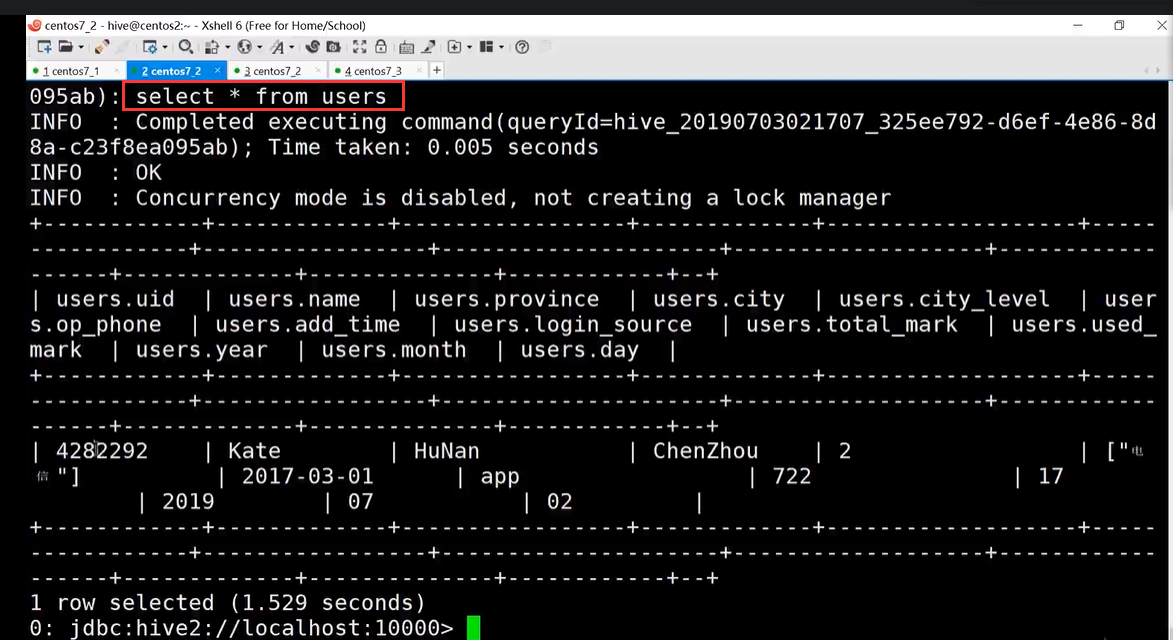 centos7_2 - hive@centos2:~ - Xshell 6 (Free for Home/School)
1 centos7_1 × 2 centos7_2 × 3 centos7_2 × 4 centos7_3 × +
095ab): select * from users
INFO  : Completed executing command(queryId=hive_20190703021707_325ee792-d6ef-4e86-8d
8a-c23f8ea095ab); Time taken: 0.005 seconds
INFO  : OK
INFO  : Concurrency mode is disabled, not creating a lock manager
+------------+-------------+-----------------+-------------+-------------------+-----
------------+-----------------+---------------------+-------------------+------------
------+-------------+--------------+------------+--+
| users.uid  | users.name  | users.province  | users.city  | users.city_level  | user
s.op_phone  | users.add_time  | users.login_source  | users.total_mark  | users.used_
mark  | users.year  | users.month  | users.day  |
+------------+-------------+-----------------+-------------+-------------------+-----
------------+-----------------+---------------------+-------------------+------------
------+-------------+--------------+------------+--+
| 4282292    | Kate        | HuNan           | ChenZhou    | 2                 | ["电
信"]          | 2017-03-01      | app                 | 722               | 17
        | 2019        | 07           | 02         |
+------------+-------------+-----------------+-------------+-------------------+-----
------------+-----------------+---------------------+-------------------+------------
------+-------------+--------------+------------+--+
1 row selected (1.529 seconds)
0: jdbc:hive2://localhost:10000>